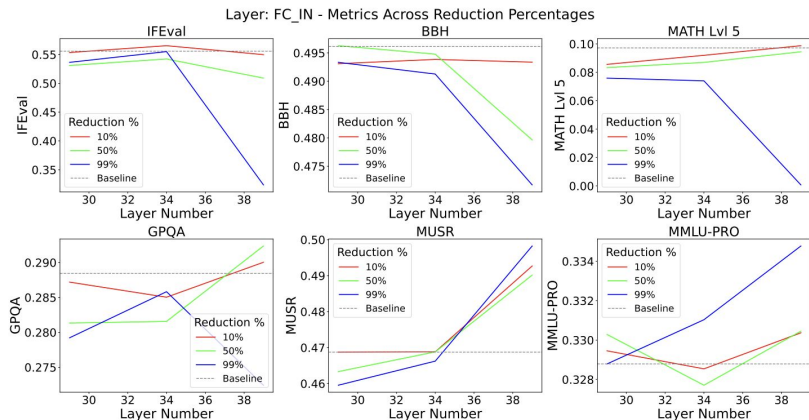 Layer: FC_IN - Metrics Across Reduction Percentages
IFEval
IFEval
0.55
0.50
0.45
0.40
0.35
Reduction %
10%
50%
99%
Baseline
30 32 34 36 38
Layer Number
BBH
BBH
0.495
0.490
0.485
0.480
0.475
Reduction %
10%
50%
99%
Baseline
30 32 34 36 38
Layer Number
MATH Lvl 5
MATH Lvl 5
0.10
0.08
0.06
0.04
0.02
0.00
Reduction %
10%
50%
99%
Baseline
30 32 34 36 38
Layer Number
GPQA
GPQA
0.290
0.285
0.280
0.275
Reduction %
10%
50%
99%
Baseline
30 32 34 36 38
Layer Number
MUSR
MUSR
0.50
0.49
0.48
0.47
0.46
Reduction %
10%
50%
99%
Baseline
30 32 34 36 38
Layer Number
MMLU-PRO
MMLU-PRO
0.334
0.332
0.330
0.328
Reduction %
10%
50%
99%
Baseline
30 32 34 36 38
Layer Number